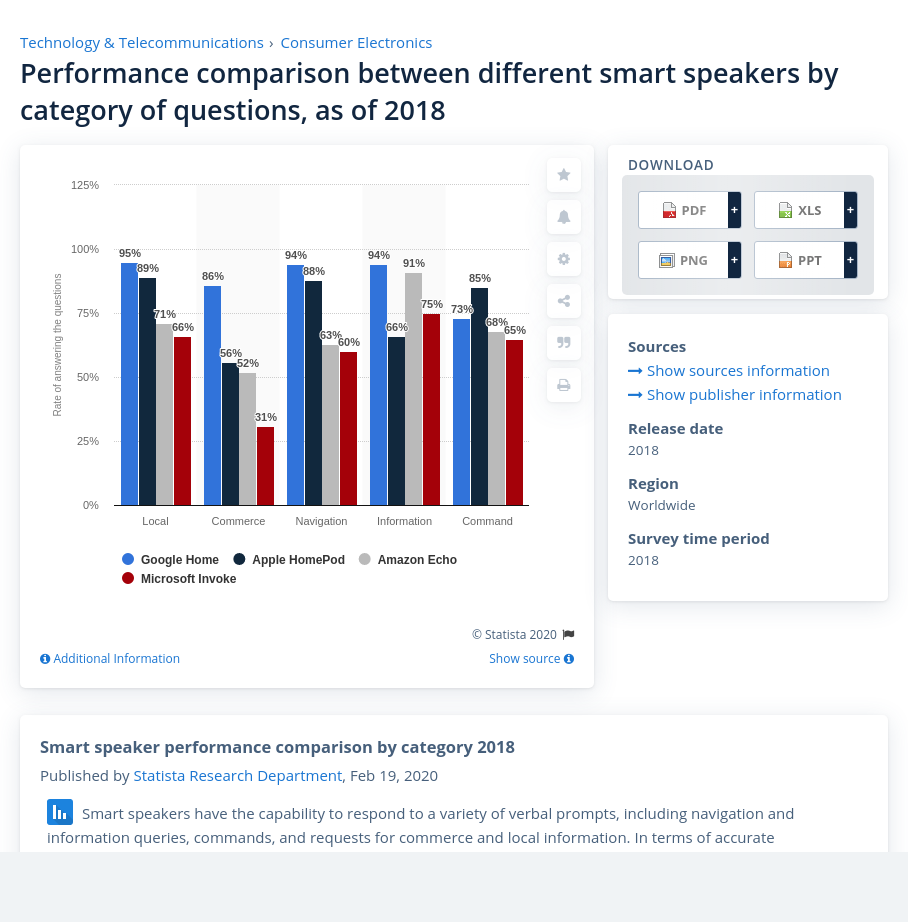 Technology & Telecommunications › Consumer Electronics
Performance comparison between different smart speakers by
category of questions, as of 2018
125%
100%
75%
50%
25%
0%
Rate of answering the questions
95%
89%
71%
66%
86%
56%
52%
31%
94%
88%
63%
60%
94%
66%
91%
75%
73%
85%
68%
65%
Local
Commerce
Navigation
Information
Command
Google Home
Apple HomePod
Amazon Echo
Microsoft Invoke
© Statista 2020
Additional Information
Show source
DOWNLOAD
PDF +
XLS +
PNG +
PPT +
Sources
Show sources information
Show publisher information
Release date
2018
Region
Worldwide
Survey time period
2018
Smart speaker performance comparison by category 2018
Published by Statista Research Department, Feb 19, 2020
Smart speakers have the capability to respond to a variety of verbal prompts, including navigation and
information queries, commands, and requests for commerce and local information. In terms of accurate